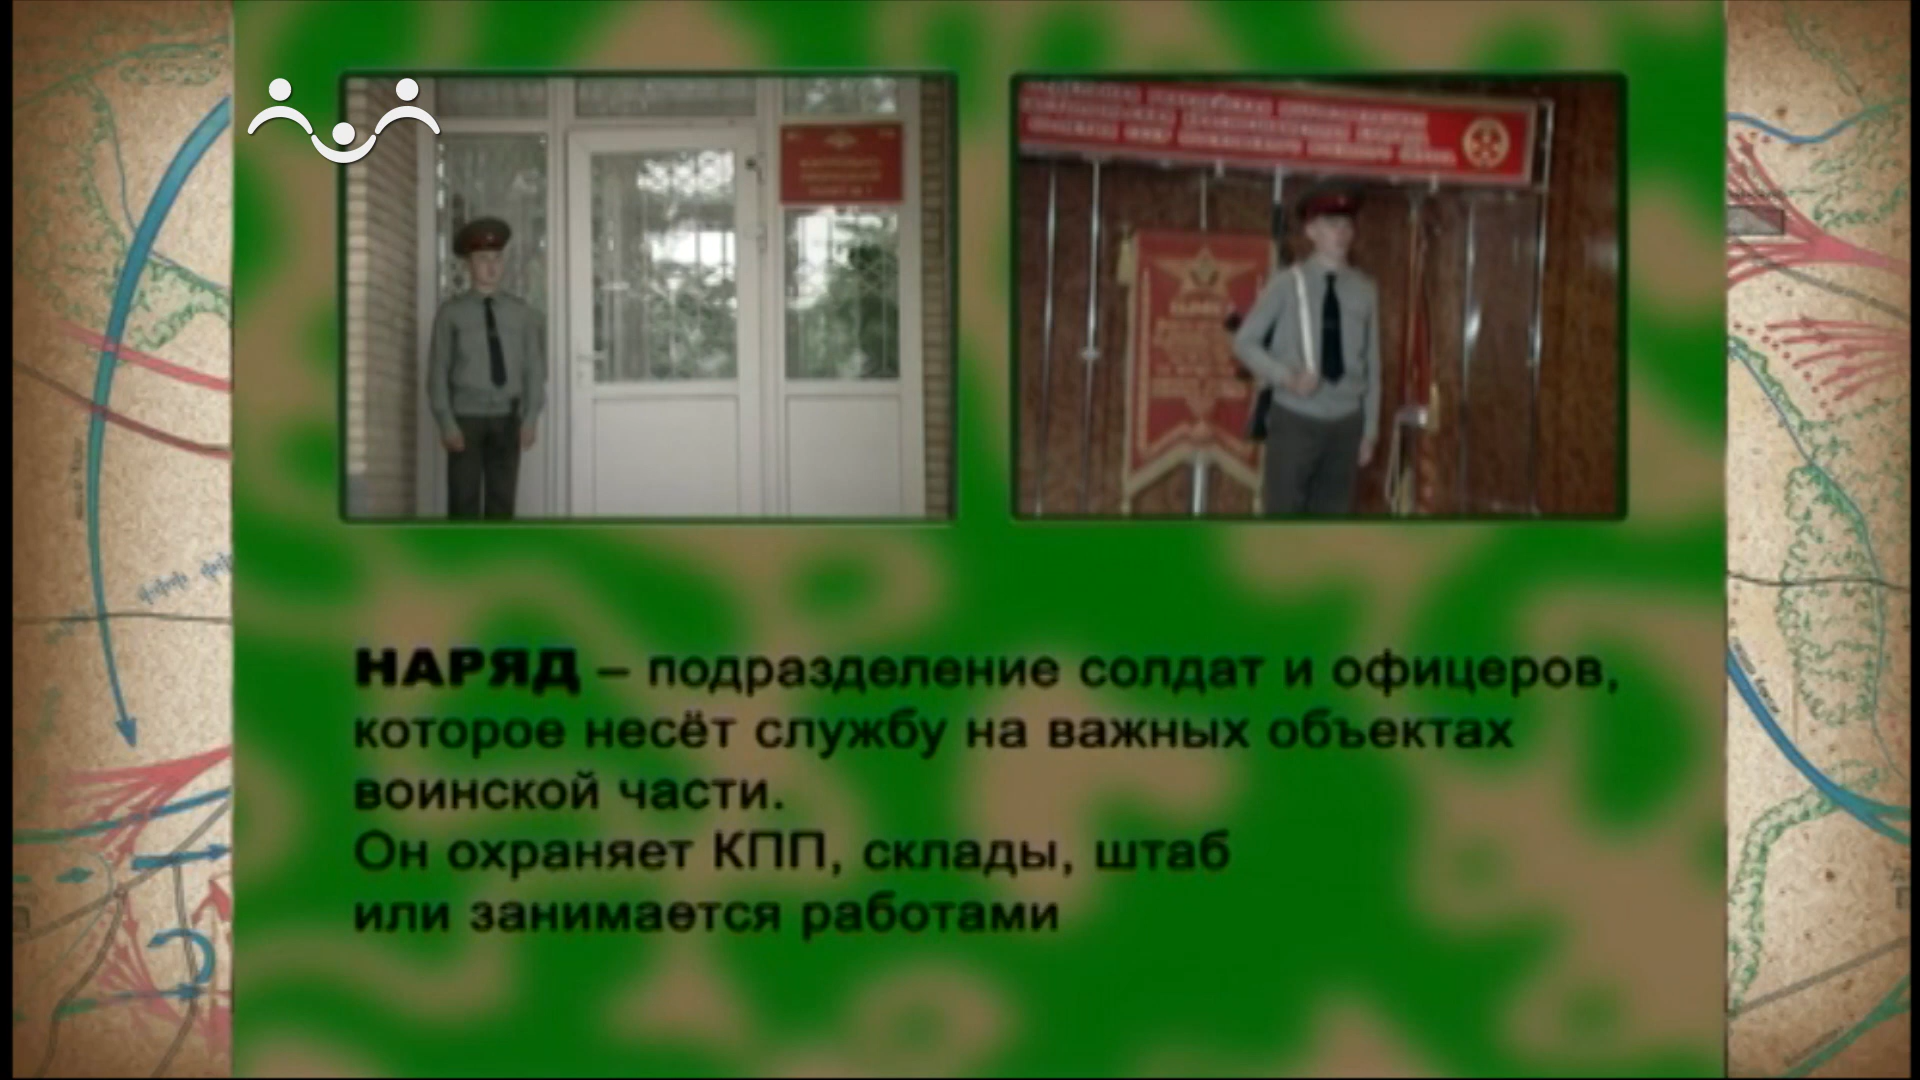 НАРЯД – подразделение солдат и офицеров,
которое несёт службу на важных объектах
воинской части.
Он охраняет КПП, склады, штаб
или занимается работами